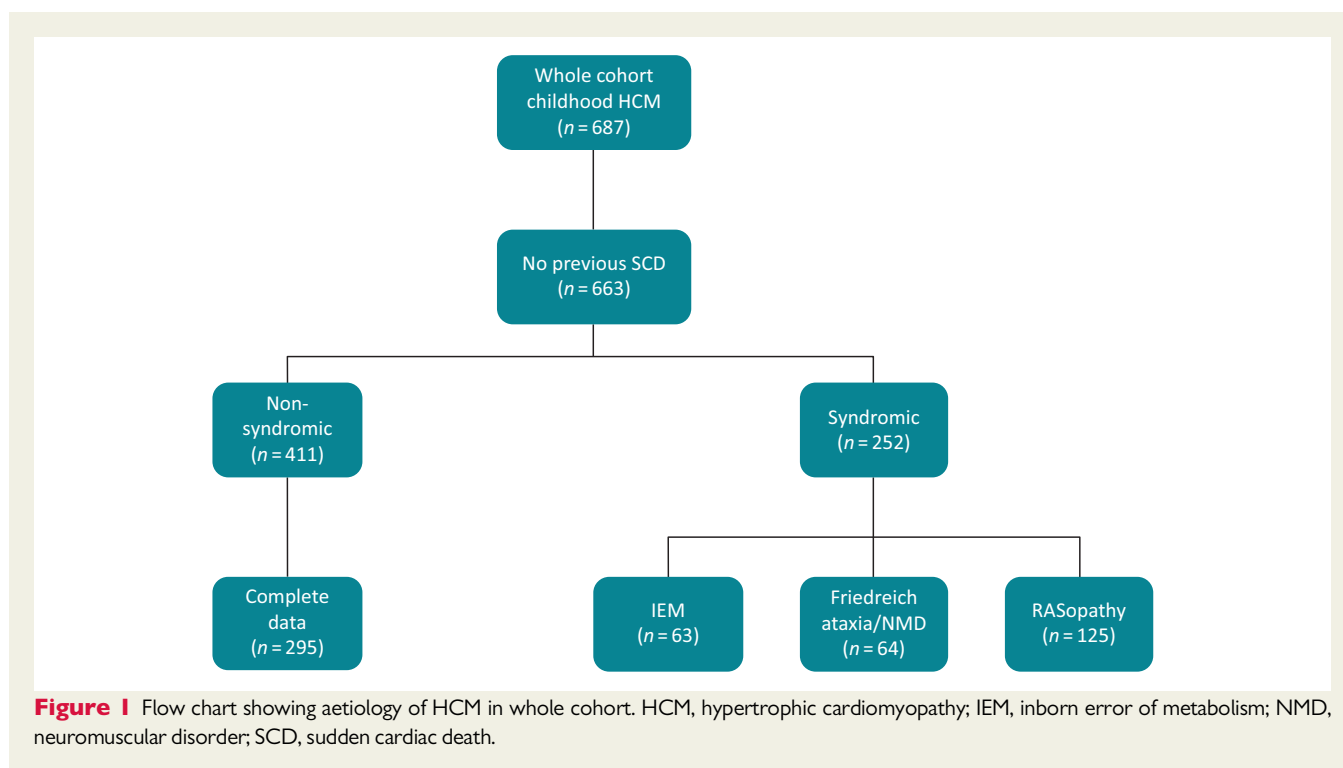 Whole cohort
childhood HCM
(n = 687)
No previous SCD
(n = 663)
Non-
syndromic
(n = 411)
Syndromic
(n = 252)
Complete
data
(n = 295)
IEM
(n = 63)
Friedreich
ataxia/NMD
(n = 64)
RASopathy
(n = 125)
Figure 1 Flow chart showing aetiology of HCM in whole cohort. HCM, hypertrophic cardiomyopathy; IEM, inborn error of metabolism; NMD,
neuromuscular disorder; SCD, sudden cardiac death.